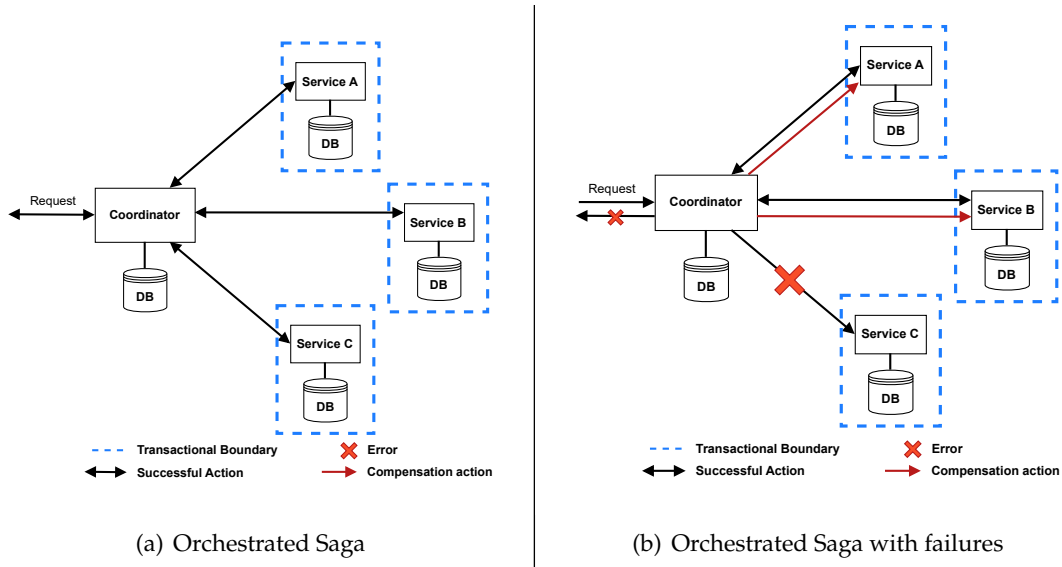 Service A
DB
Request
Coordinator
Service B
DB
DB
Service C
DB
Transactional Boundary
Error
Successful Action
Compensation action
(a) Orchestrated Saga
Service A
DB
Request
Coordinator
Service B
DB
DB
Service C
DB
Transactional Boundary
Error
Successful Action
Compensation action
(b) Orchestrated Saga with failures